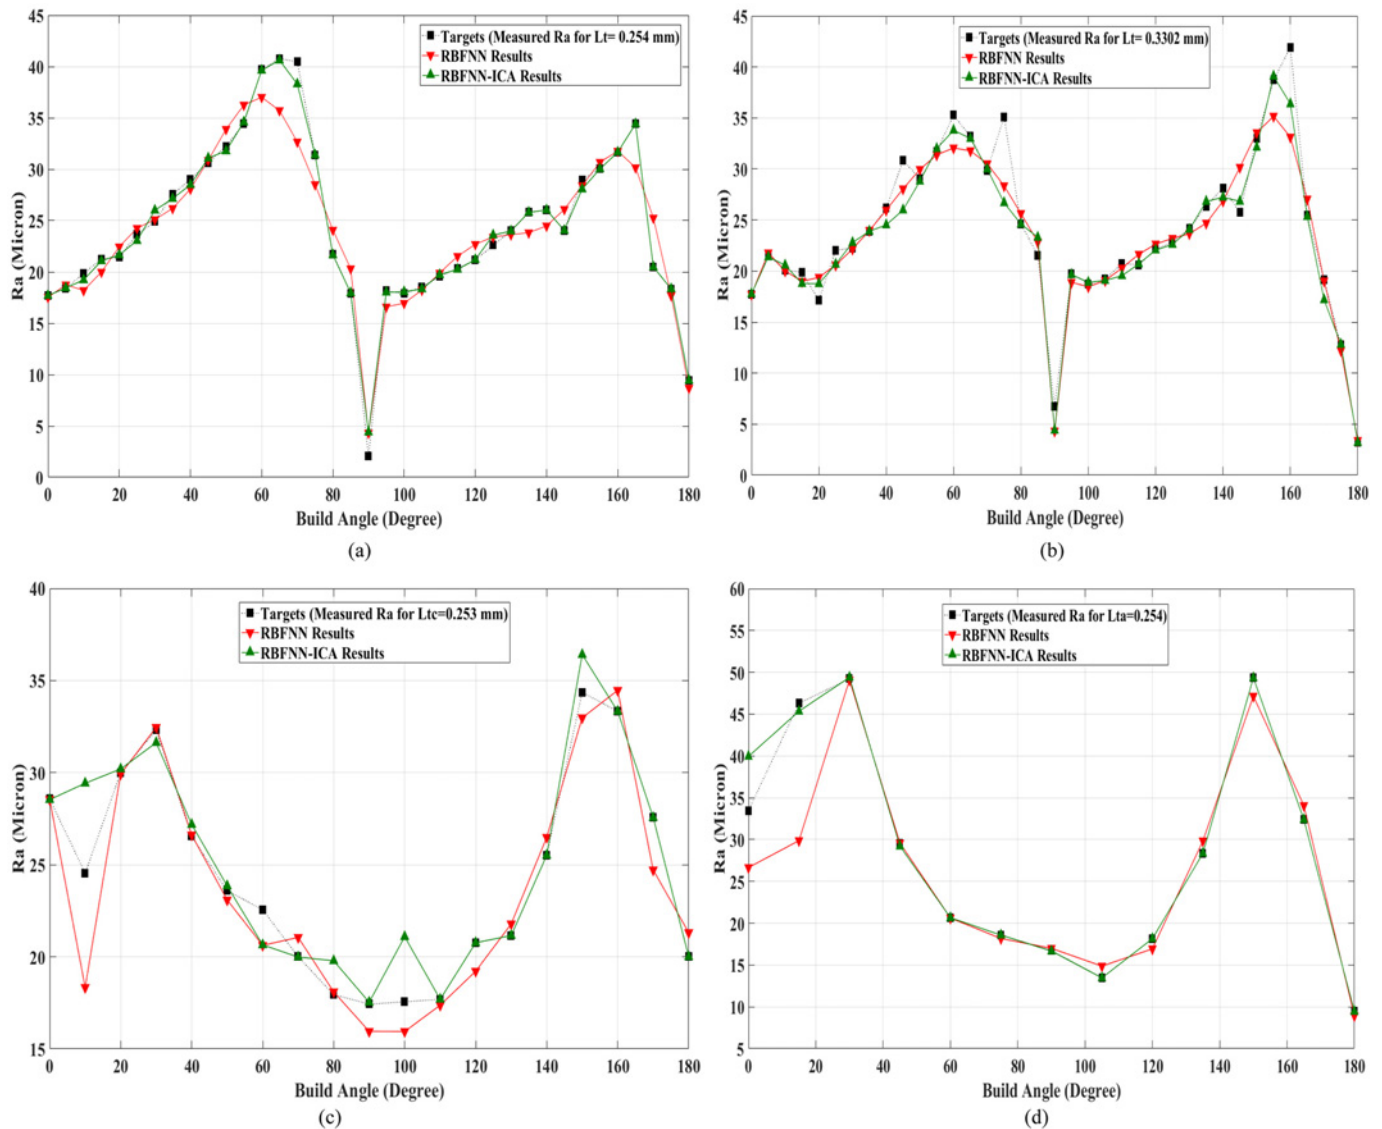 45
40
35
30
25
20
15
10
5
0
Ra (Micron)
Targets (Measured Ra for Lt= 0.254 mm)
RBFNN Results
RBFNN-ICA Results
0 20 40 60 80 100 120 140 160 180
Build Angle (Degree)
(a)
45
40
35
30
25
20
15
10
5
0
Ra (Micron)
Targets (Measured Ra for Lt= 0.3302 mm)
RBFNN Results
RBFNN-ICA Results
0 20 40 60 80 100 120 140 160 180
Build Angle (Degree)
(b)
40
35
30
25
20
15
Ra (Micron)
Targets (Measured Ra for Ltc=0.253 mm)
RBFNN Results
RBFNN-ICA Results
0 20 40 60 80 100 120 140 160 180
Build Angle (Degree)
(c)
60
55
50
45
40
35
30
25
20
15
10
5
Ra (Micron)
Targets (Measured Ra for Lta=0.254)
RBFNN Results
RBFNN-ICA Results
0 20 40 60 80 100 120 140 160 180
Build Angle (Degree)
(d)